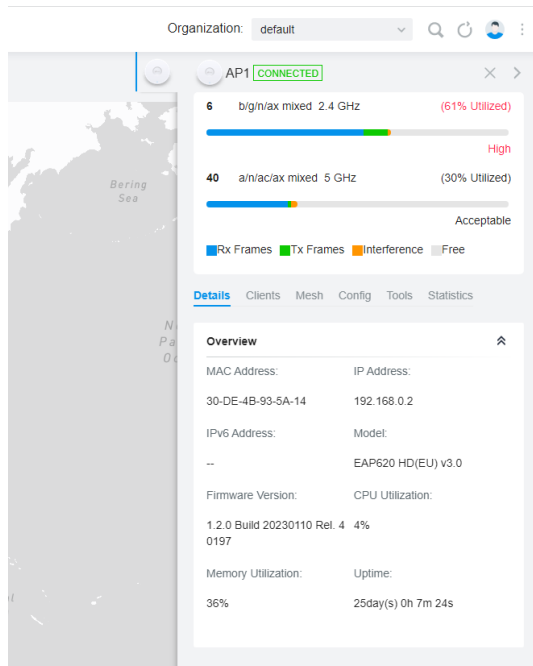 Organization: default
AP1 CONNECTED
6 b/g/n/ax mixed 2.4 GHz (61% Utilized)
High
40 a/n/ac/ax mixed 5 GHz (30% Utilized)
Acceptable
Rx Frames Tx Frames Interference Free
Bering
Sea
Details Clients Mesh Config Tools Statistics
N
Pa
Oc
Overview
MAC Address: IP Address:
30-DE-4B-93-5A-14 192.168.0.2
IPv6 Address: Model:
-- EAP620 HD(EU) v3.0
Firmware Version: CPU Utilization:
1.2.0 Build 20230110 Rel. 4 4%
0197
Memory Utilization: Uptime:
36% 25day(s) 0h 7m 24s